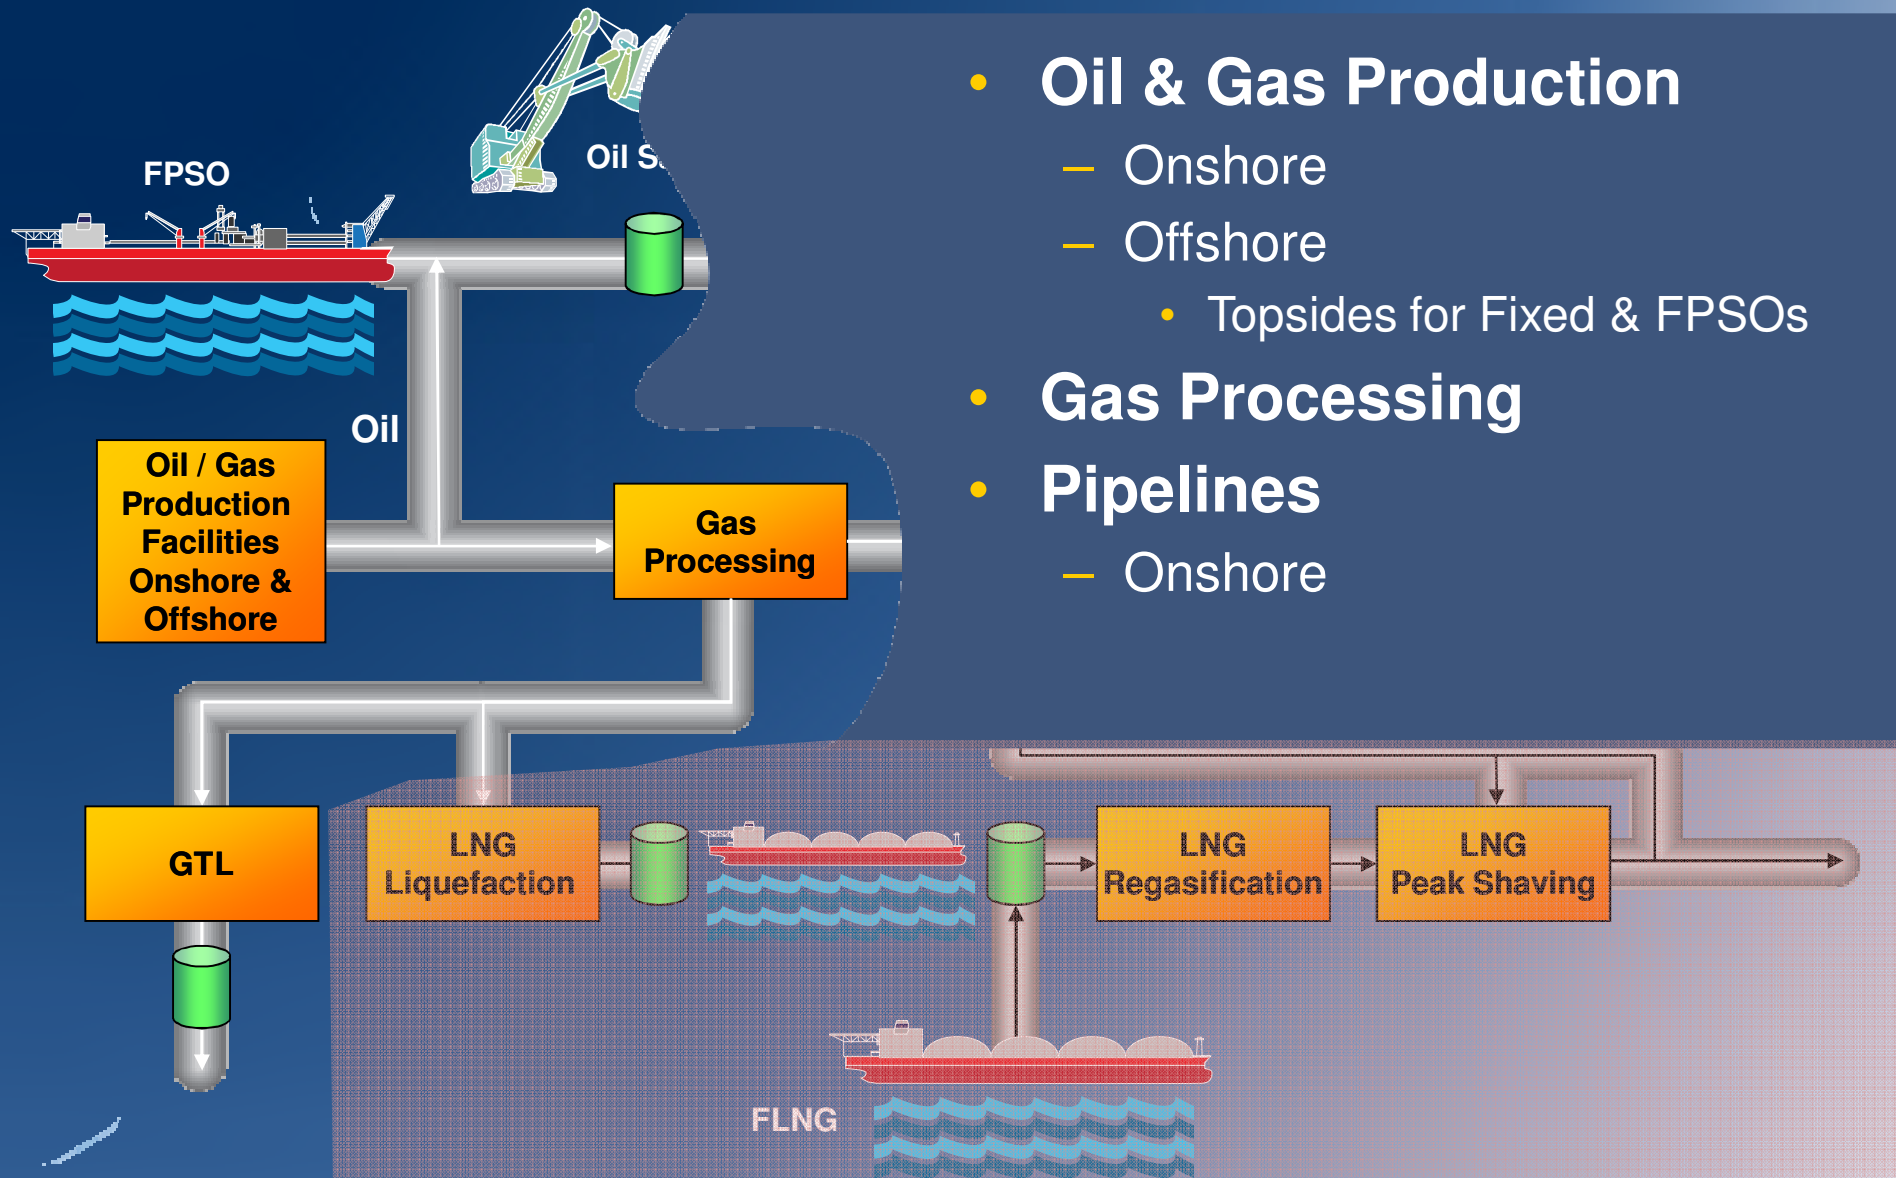 Oil
FPSO
Oil
Oil / Gas
Production
Facilities
Onshore &
Offshore
Gas
Processing
GTL
LNG
Liquefaction
LNG
Regasification
LNG
Peak Shaving
FLNG
• Oil & Gas Production
– Onshore
– Offshore
• Topsides for Fixed & FPSOs
• Gas Processing
• Pipelines
– Onshore